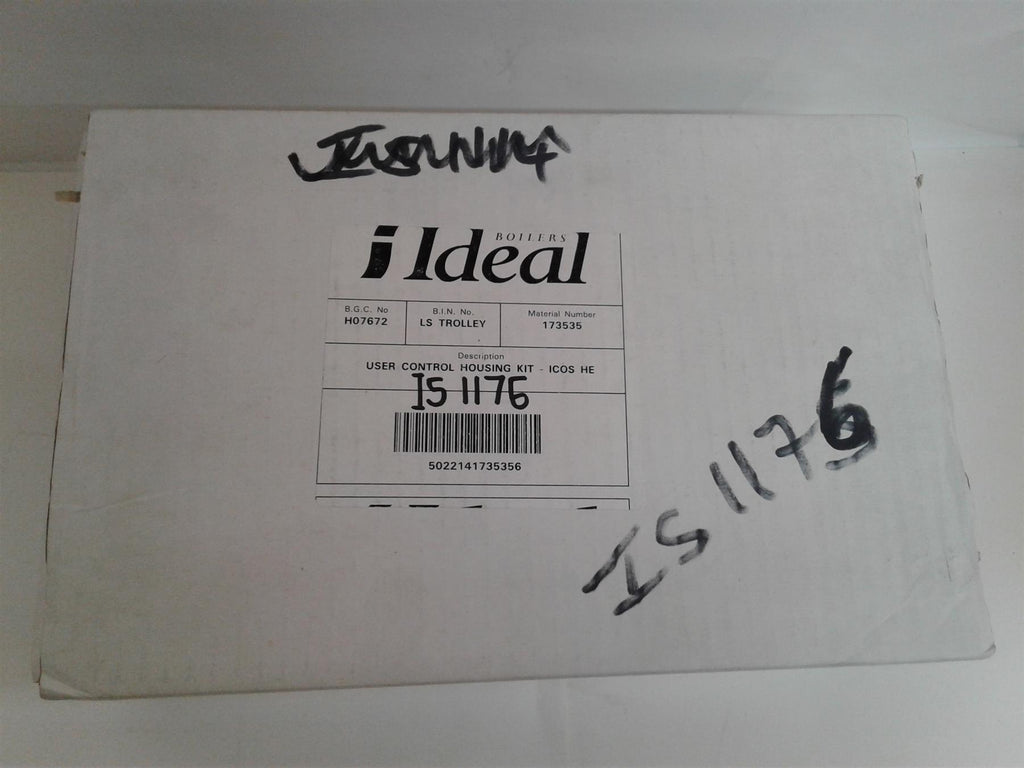 i Ideal BOILERS
B.G.C. No B.I.N. No. Material Number
H07672 LS TROLLEY 173535
Description
USER CONTROL HOUSING KIT - ICOS HE
IS 1176
5022141735356
IS 1176